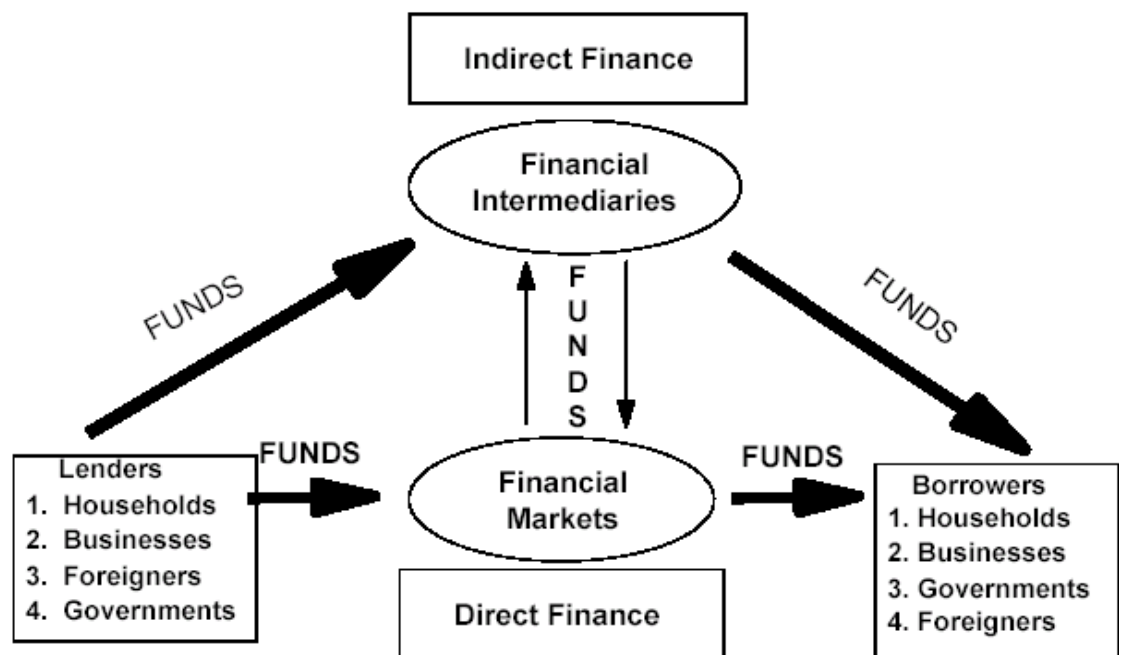 Indirect Finance
Financial
Intermediaries
FUNDS
FUNDS
FUNDS
Lenders
1. Households
2. Businesses
3. Foreigners
4. Governments
FUNDS
Financial
Markets
FUNDS
Borrowers
1. Households
2. Businesses
3. Governments
4. Foreigners
Direct Finance